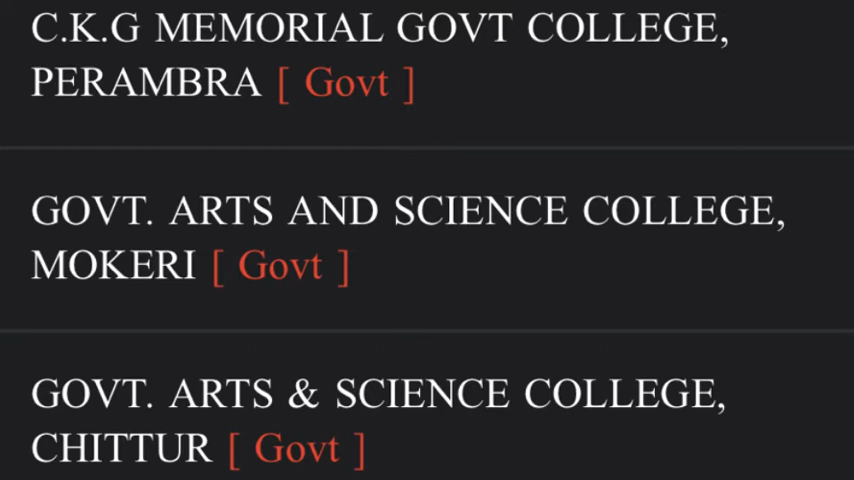 C.K.G MEMORIAL GOVT COLLEGE,
PERAMBRA [ Govt ]
GOVT. ARTS AND SCIENCE COLLEGE,
MOKERI [ Govt ]
GOVT. ARTS & SCIENCE COLLEGE,
CHITTUR [ Govt ]